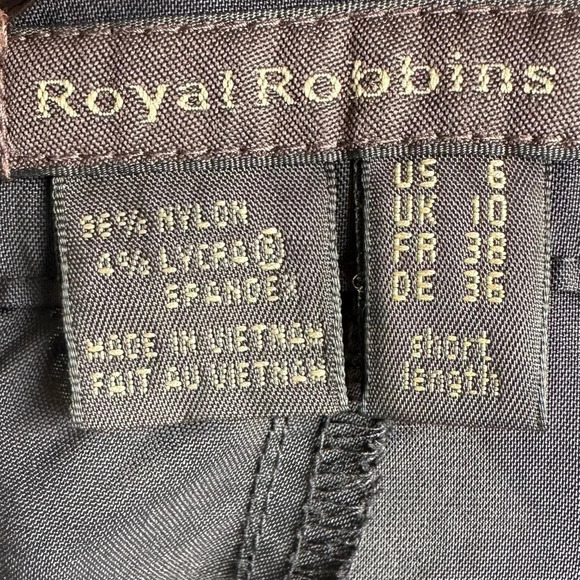 Royal Robbins
96% NYLON
4% LYCRA®
SPANDEX
MADE IN VIETNAM
FAIT AU VIETNAM
US 6
UK 10
FR 38
DE 36
short
length